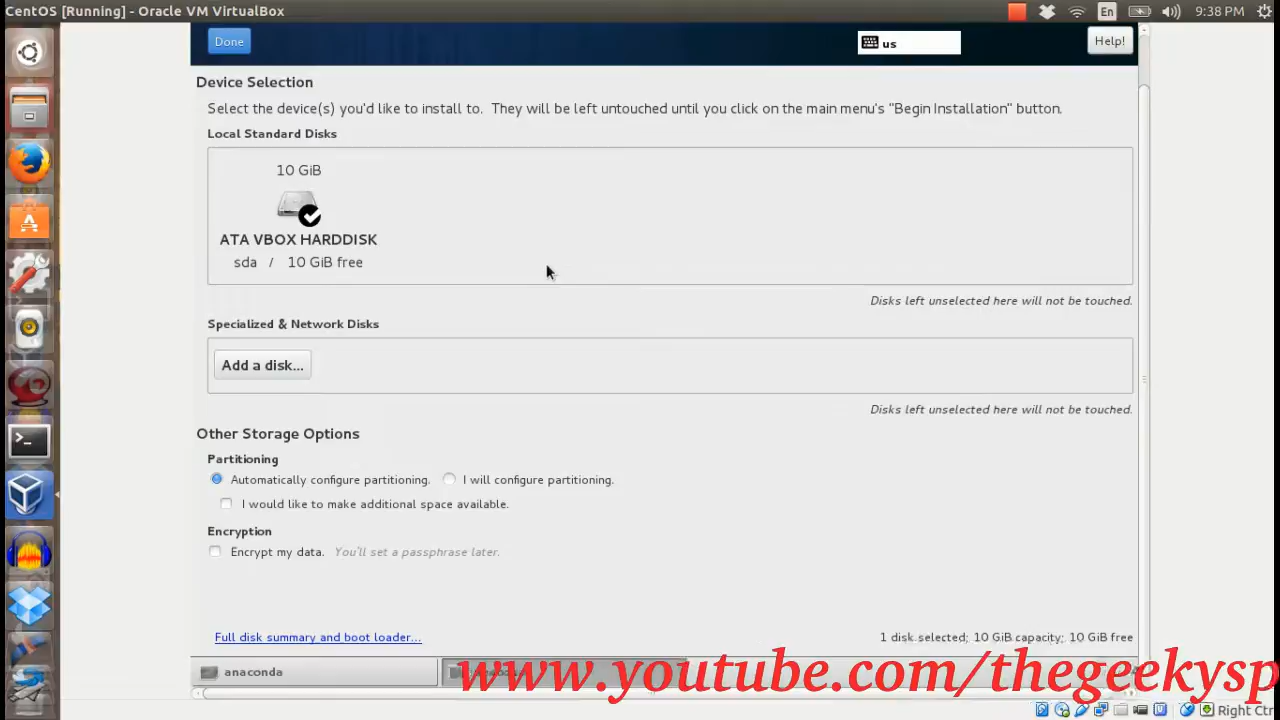 CentOS [Running] - Oracle VM VirtualBox
En
9:38 PM
Done
us
Help!
Device Selection
Select the device(s) you'd like to install to. They will be left untouched until you click on the main menu's "Begin Installation" button.
Local Standard Disks
10 GiB
ATA VBOX HARDDISK
sda / 10 GiB free
Disks left unselected here will not be touched.
Specialized & Network Disks
Add a disk...
Disks left unselected here will not be touched.
Other Storage Options
Partitioning
Automatically configure partitioning. I will configure partitioning.
I would like to make additional space available.
Encryption
Encrypt my data. You'll set a passphrase later.
Full disk summary and boot loader...
1 disk selected; 10 GiB capacity; 10 GiB free
anaconda
www.youtube.com/thegeekysp
Right Ctr